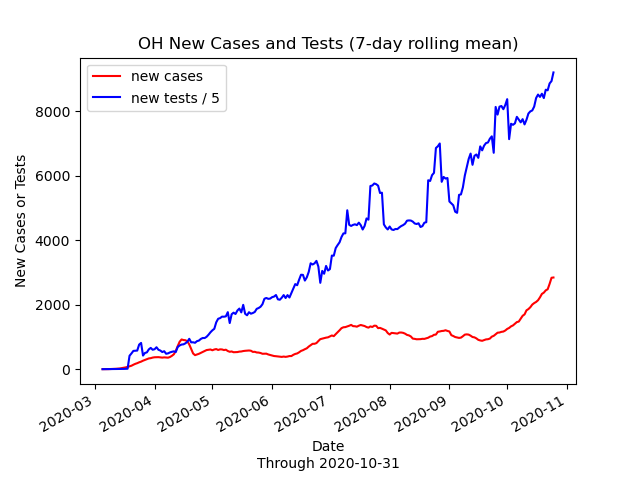 OH New Cases and Tests (7-day rolling mean)
new cases
new tests / 5
New Cases or Tests
8000
6000
4000
2000
0
2020-03
2020-04
2020-05
2020-06
2020-07
2020-08
2020-09
2020-10
2020-11
Date
Through 2020-10-31